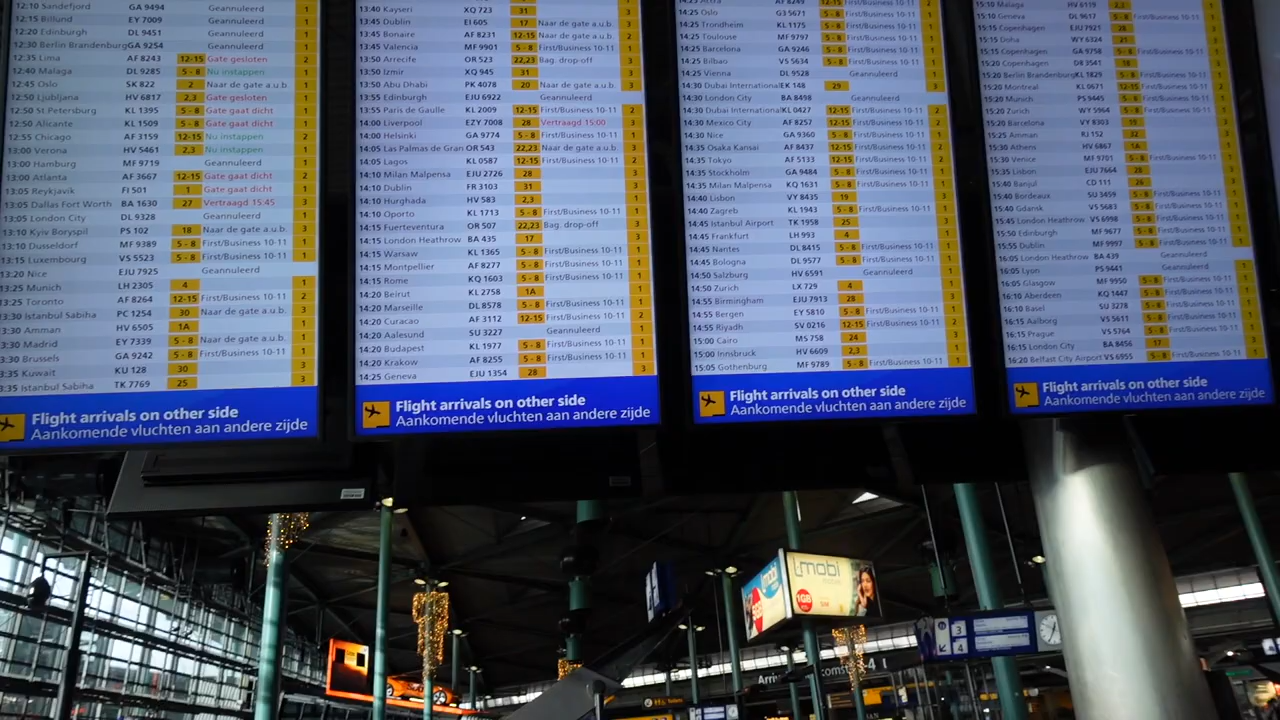 12:10 Sandefjord GA 9494 Geannuleerd 1
12:15 Billund EY 7009 Geannuleerd 1
12:20 Edinburgh DL 9451 Geannuleerd 1
12:30 Berlin Brandenburg GA 9254 Geannuleerd 1
12:35 Lima AF 8243 12-15 Gate gesloten 2
12:40 Malaga DL 9285 5-8 Nu instappen 1
12:45 Oslo SK 822 2 Naar de gate a.u.b. 1
12:50 Ljubljana HV 6817 2,3 Gate gesloten 1
12:50 St Petersburg KL 1395 5-8 Gate gaat dicht 1
12:50 Alicante KL 1509 5-8 Gate gaat dicht 1
12:55 Chicago AF 3159 12-15 Nu instappen 2
13:00 Verona HV 5461 2,3 Nu instappen 1
13:00 Hamburg MF 9719 Geannuleerd 1
13:00 Atlanta AF 3667 12-15 Gate gaat dicht 2
13:05 Reykjavik FI 501 1 Gate gaat dicht 1
13:05 Dallas Fort Worth BA 1630 27 Vertraagd 15:45 3
13:05 London City DL 9328 Geannuleerd 1
13:10 Kyiv Boryspil PS 102 18 Naar de gate a.u.b. 3
13:10 Dusseldorf MF 9389 5-8 First/Business 10-11 1
13:15 Luxembourg VS 5523 5-8 First/Business 10-11 1
13:20 Nice EJU 7925 Geannuleerd
13:25 Munich LH 2305 4 1
13:25 Toronto AF 8264 12-15 First/Business 10-11 2
13:30 Istanbul Sabiha PC 1254 30 Naar de gate a.u.b. 3
3:30 Amman HV 6505 1A 1
3:30 Madrid EY 7339 5-8 Naar de gate a.u.b. 1
3:30 Brussels GA 9242 5-8 First/Business 10-11 1
3:35 Kuwait KU 128 30 3
3:35 Istanbul Sabiha TK 7769 25 3
Flight arrivals on other side
Aankomende vluchten aan andere zijde
13:40 Kayseri KQ 723 31 3
13:45 Dublin EI 605 17 Naar de gate a.u.b. 3
13:45 Bonaire AF 8231 12-15 First/Business 10-11 2
13:45 Valencia MF 9901 5-8 First/Business 10-11 1
13:50 Arrecife OR 523 22,23 Bag. drop-off 3
13:50 Izmir XQ 945 31 3
13:50 Abu Dhabi PK 4078 20 Naar de gate a.u.b. 3
13:55 Edinburgh EJU 6922 Geannuleerd
13:55 Paris de Gaulle KL 2009 12-15 First/Business 10-11 2
14:00 Liverpool EZY 7008 28 Vertraagd 15:00 3
14:00 Helsinki GA 9774 5-8 First/Business 10-11 1
14:05 Las Palmas de Gran OR 543 22,23 Naar de gate a.u.b. 3
14:05 Lagos KL 0587 12-15 First/Business 10-11 2
14:10 Milan Malpensa EJU 2726 28 3
14:10 Dublin FR 3103 31 3
14:10 Hurghada HV 583 2,3 1
14:10 Oporto KL 1713 5-8 First/Business 10-11 1
14:15 Fuerteventura OR 507 22,23 Bag. drop-off 3
14:15 London Heathrow BA 435 17 3
14:15 Warsaw KL 1365 5-8 First/Business 10-11 1
14:15 Montpellier AF 8277 5-8 First/Business 10-11 1
14:15 Rome KQ 1603 5-8 First/Business 10-11 1
14:20 Beirut KL 2758 1A 1
14:20 Marseille DL 8578 5-8 First/Business 10-11 1
14:20 Curacao AF 3112 12-15 First/Business 10-11 2
14:20 Aalesund SU 3227 Geannuleerd 1
14:20 Budapest KL 1977 5-8 First/Business 10-11 1
14:20 Krakow AF 8255 5-8 First/Business 10-11 1
14:25 Geneva EJU 1354 28 3
Flight arrivals on other side
Aankomende vluchten aan andere zijde
14:25 Oslo G3 5671 5-8 First/Business 10-11 1
14:25 Trondheim KL 1175 5-8 First/Business 10-11 1
14:25 Toulouse MF 9797 5-8 First/Business 10-11 1
14:25 Barcelona GA 9246 5-8 First/Business 10-11 1
14:25 Bilbao VS 5634 5-8 First/Business 10-11 1
14:25 Vienna DL 9528 Geannuleerd 1
14:30 Dubai International EK 148 29 3
14:30 London City BA 8498 Geannuleerd
14:30 Dubai International KL 0427 12-15 First/Business 10-11 2
14:30 Mexico City AF 8257 12-15 First/Business 10-11 2
14:30 Nice GA 9360 5-8 First/Business 10-11 1
14:35 Osaka Kansai AF 8437 12-15 First/Business 10-11 2
14:35 Tokyo AF 5133 12-15 First/Business 10-11 2
14:35 Stockholm GA 9484 5-8 First/Business 10-11 1
14:35 Milan Malpensa KQ 1631 5-8 First/Business 10-11 1
14:40 Lisbon VY 8435 19 3
14:40 Zagreb KL 1943 5-8 First/Business 10-11 1
14:45 Istanbul Airport TK 1958 25 3
14:45 Frankfurt LH 993 4 1
14:45 Nantes DL 8415 5-8 First/Business 10-11 1
14:45 Bologna DL 9577 5-8 First/Business 10-11 1
14:50 Salzburg HV 6591 Geannuleerd
14:50 Zurich LX 729 4 1
14:55 Birmingham EJU 7913 28 3
14:55 Bergen EY 5810 5-8 First/Business 10-11 1
14:55 Riyadh SV 0216 12-15 First/Business 10-11 2
15:00 Cairo MS 758 24 3
15:00 Innsbruck HV 6609 2,3 1
15:05 Gothenburg MF 9789 5-8 First/Business 10-11 1
Flight arrivals on other side
Aankomende vluchten aan andere zijde
15:10 Malaga HV 6119 2,3 1
15:10 Geneva DL 9617 5-8 First/Business 10-11 1
15:15 Copenhagen EJU 7923 28
15:15 Doha WY 6324 21
15:15 Copenhagen GA 9758 5-8 First/Business 10-11
15:20 Copenhagen D8 3541 18
15:20 Berlin Brandenburg KL 1829 5-8 First/Business 10-11
15:20 Montreal KL 0671 12-15 First/Business 10-11
15:20 Munich PS 9445 5-8 First/Business 10-11
15:20 Zurich WY 5964 5-8 First/Business 10-11
15:20 Barcelona VY 8303 19
15:25 Amman RJ 152 32
15:30 Athens HV 6867 1A
15:30 Venice MF 9701 5-8 First/Business 10-11
15:35 Lisbon EJU 7664 28
15:40 Banjul CD 111 26
15:40 Bordeaux SU 3459 5-8 First/Business 10-11
15:40 Gdansk VS 5683 5-8 First/Business 10-11
15:45 London Heathrow VS 6998 5-8 First/Business 10-11
15:50 Edinburgh MF 9677 5-8 First/Business 10-11
15:55 Dublin MF 9997 5-8 First/Business 10-11
16:05 London Heathrow BA 439 Geannuleerd
16:05 Lyon PS 9441 Geannuleerd 1
16:05 Glasgow MF 9950 5-8 First/Business 10-11 1
16:10 Aberdeen KQ 1447 5-8 First/Business 10-11 1
16:10 Basel SU 3278 5-8 First/Business 10-11 1
16:15 Aalborg VS 5611 5-8 First/Business 10-11 1
16:15 Prague VS 5764 5-8 First/Business 10-11 1
16:15 London City BA 8456 17 3
16:20 Belfast City Airport VS 6955 5-8 First/Business 10-11 1
Flight arrivals on other side
Aankomende vluchten aan andere zijde
mobi
1GB
3
4